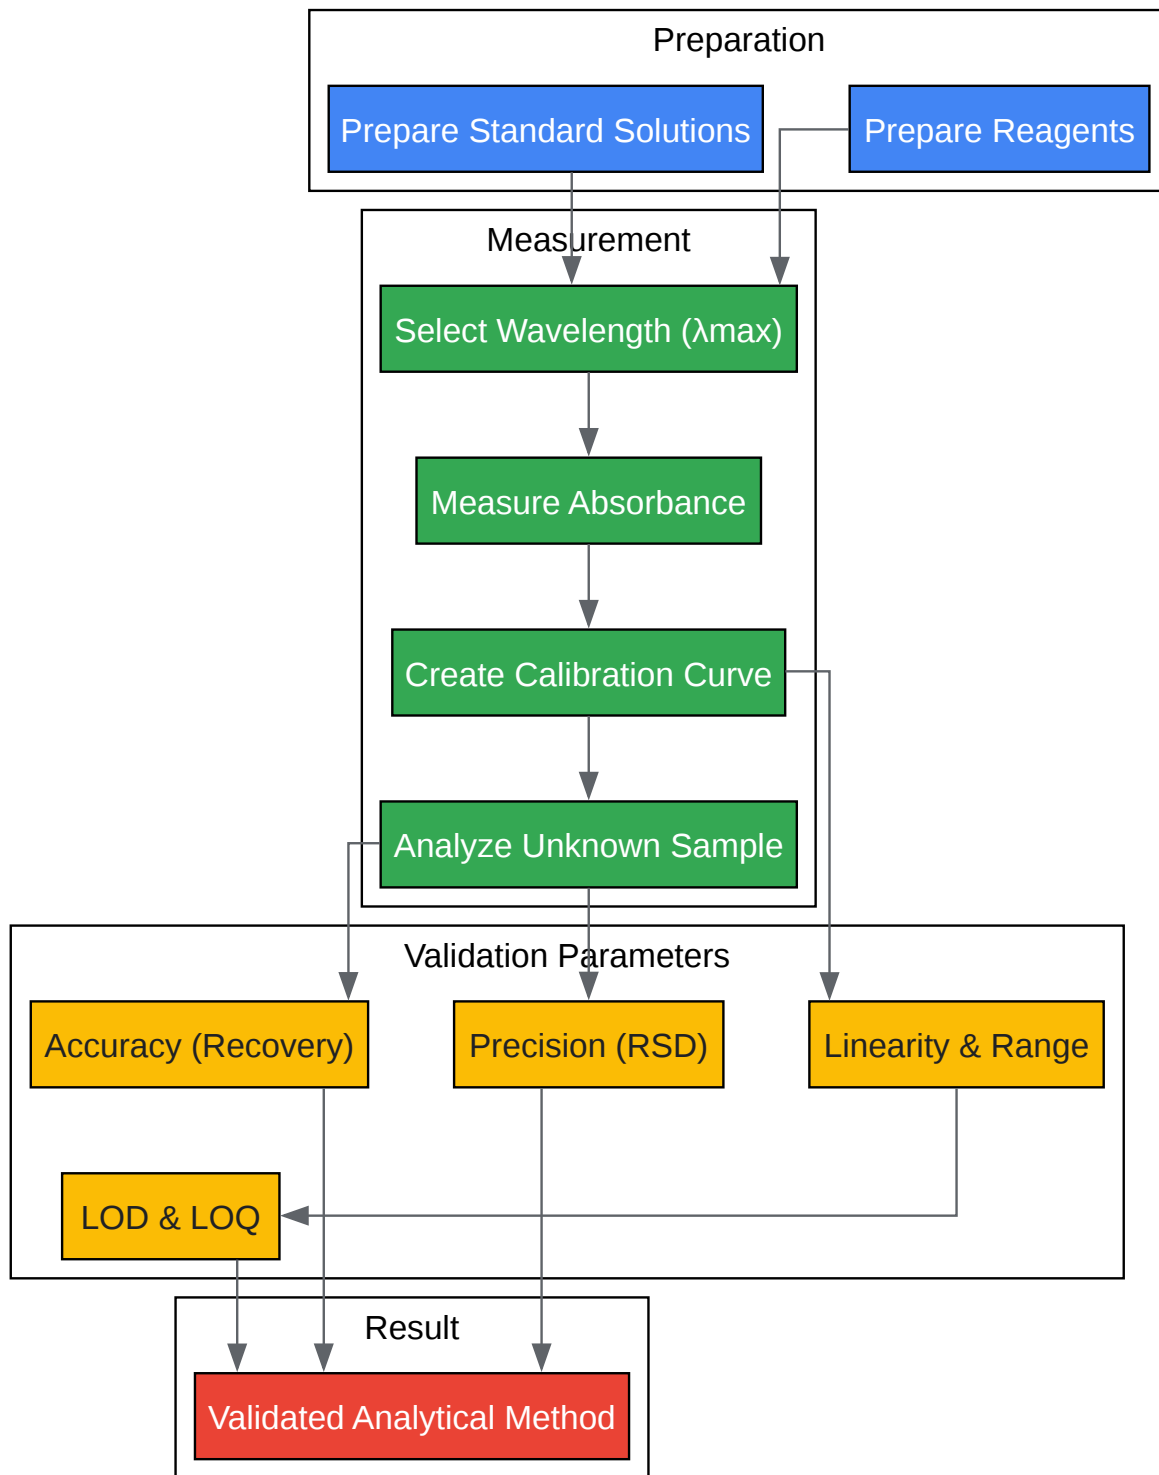 Preparation
Prepare Standard Solutions
Prepare Reagents
Measurement
Select Wavelength (λmax)
Measure Absorbance
Create Calibration Curve
Analyze Unknown Sample
Validation Parameters
Accuracy (Recovery)
Precision (RSD)
Linearity & Range
LOD & LOQ
Result
Validated Analytical Method